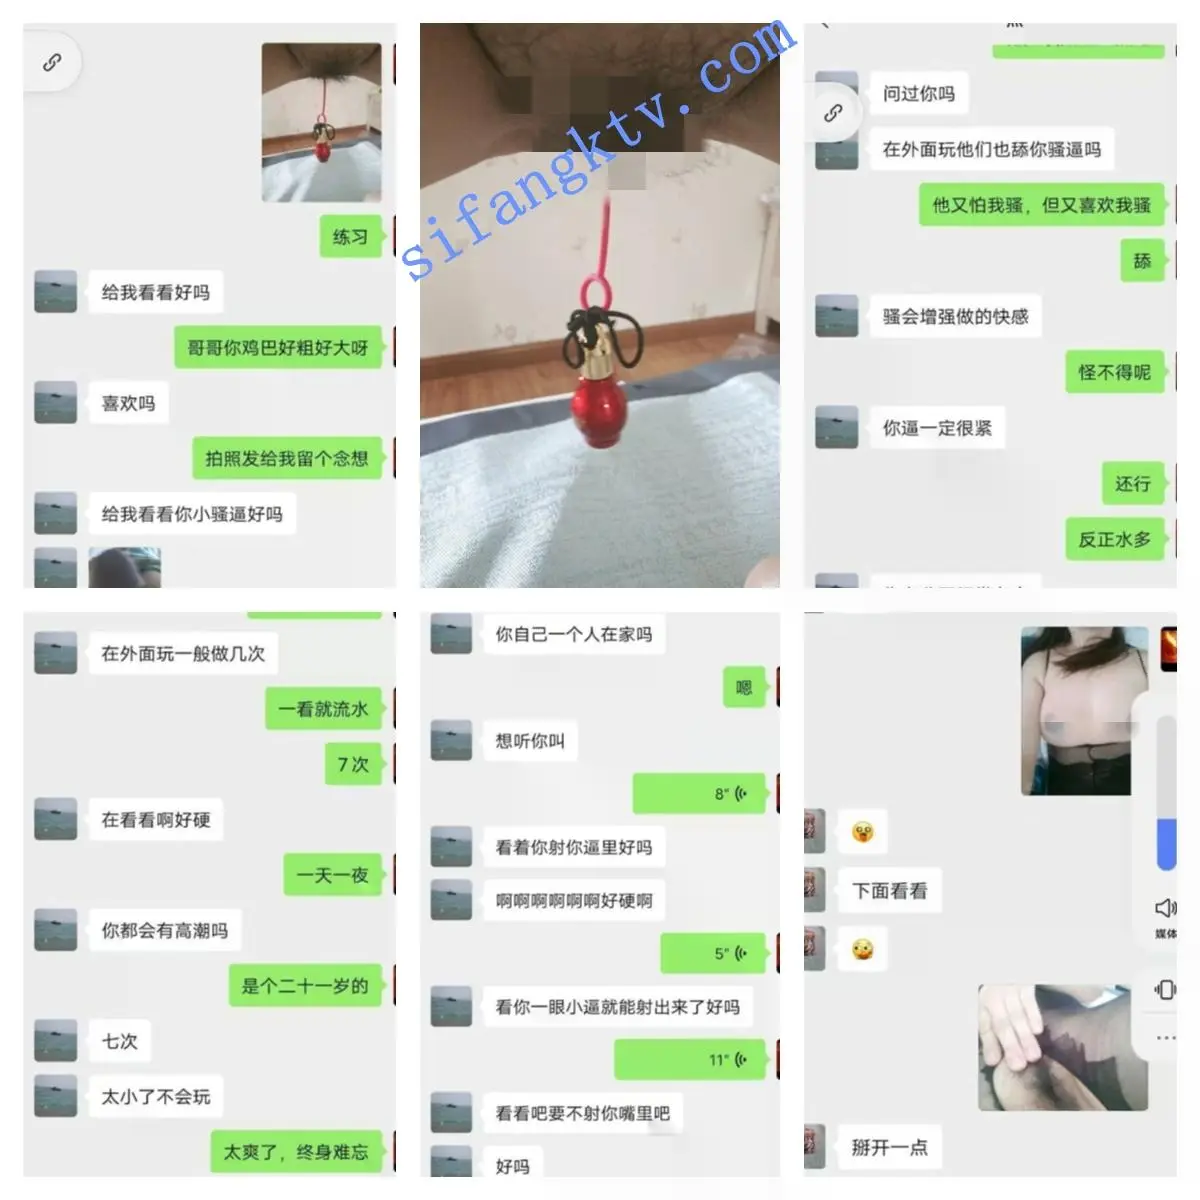 练习
给我看看好吗
哥哥你鸡巴好粗好大呀
喜欢吗
拍照发给我留个念想
给我看看你小骚逼好吗
sifangktv.com
问过你吗
在外面玩他们也舔你骚逼吗
他又怕我骚，但又喜欢我骚
舔
骚会增强做的快感
怪不得呢
你逼一定很紧
还行
反正水多
在外面玩一般做几次
一看就流水
7次
在看看啊好硬
一天一夜
你都会有高潮吗
是个二十一岁的
七次
太小了不会玩
太爽了，终身难忘
你自己一个人在家吗
嗯
想听你叫
8"
看着你射你逼里好吗
啊啊啊啊啊啊好硬啊
5"
看你一眼小逼就能射出来了好吗
11"
看看吧要不射你嘴里吧
好吗
下面看看
媒体
掰开一点